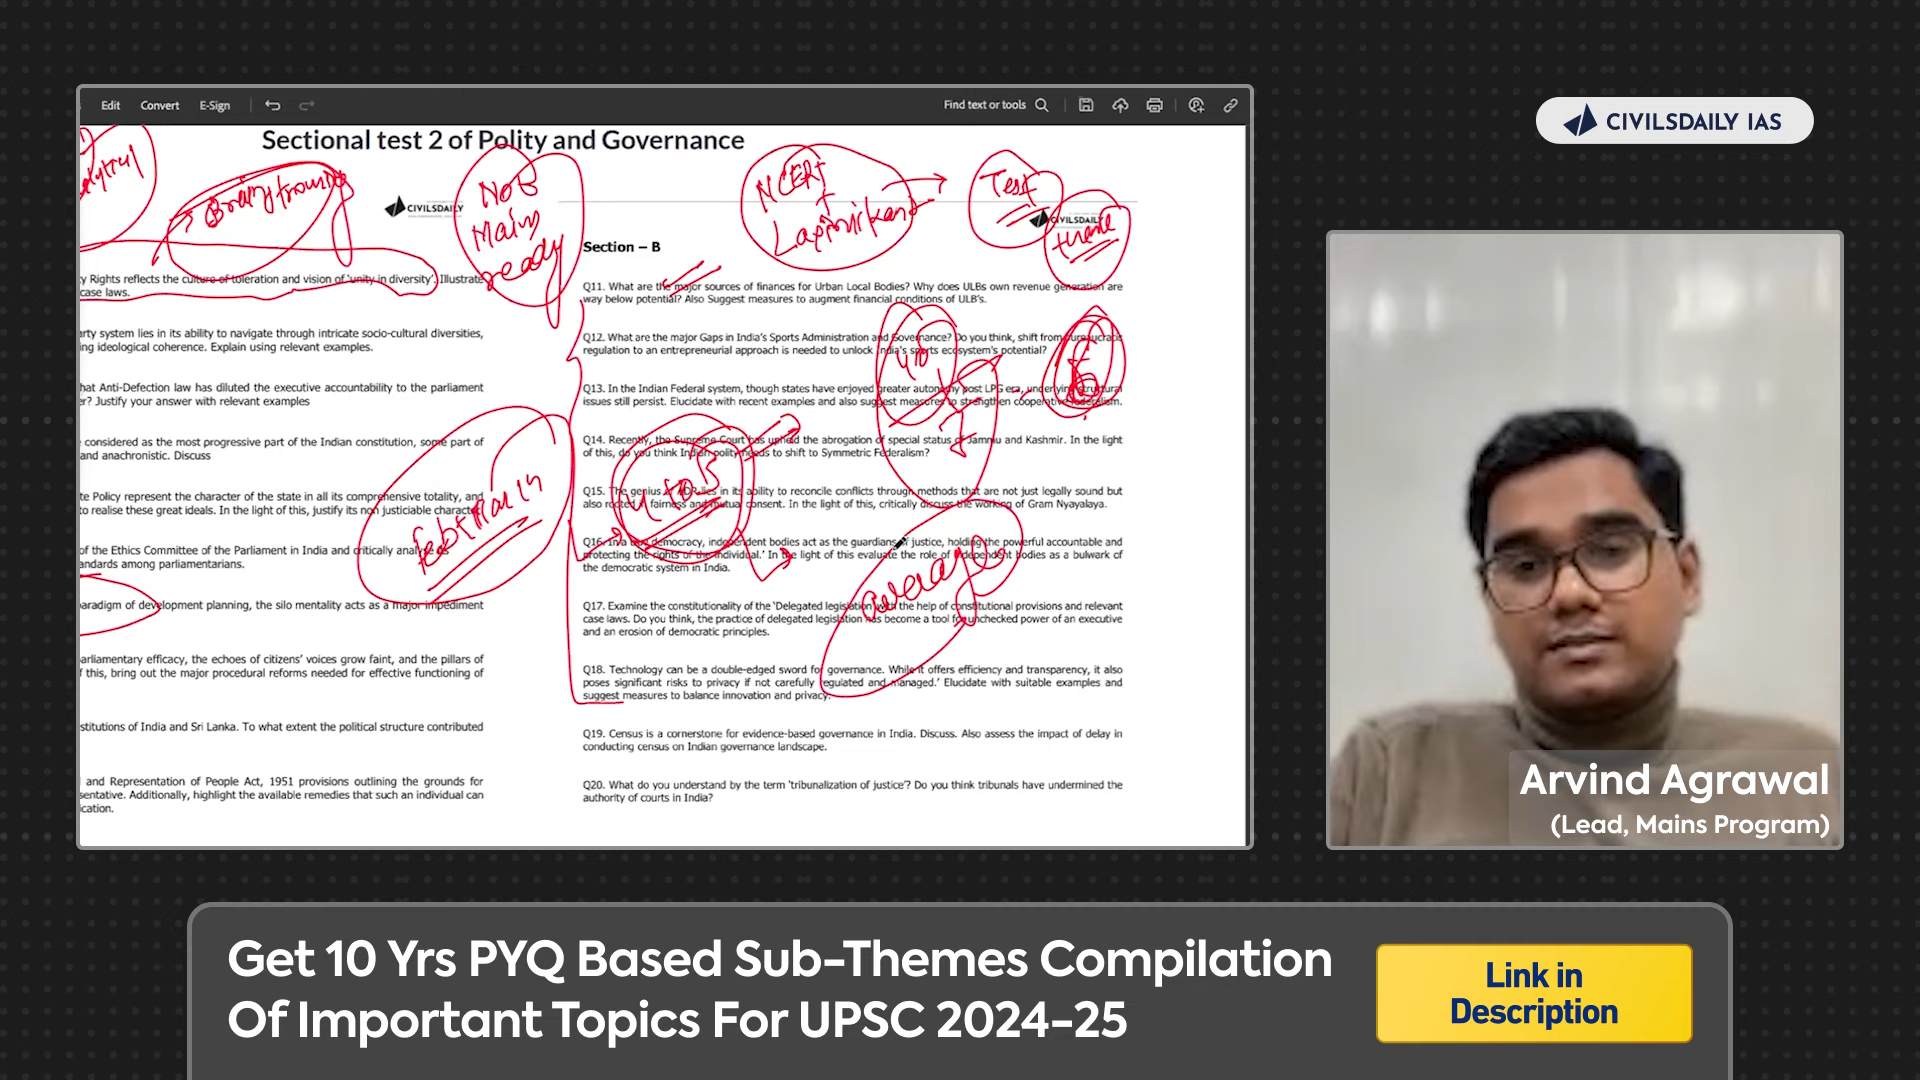 Edit Convert E-Sign Find text or tools
Sectional test 2 of Polity and Governance
CIVILSDAILY IAS
Brainstroming
Not
Mains
ready
NCERT
+
Laxmikant
Test
theme
CIVILSDAILY
CIVILSDAILY
y Rights reflects the culture of toleration and vision of 'unity in diversity'. Illustrate
case laws.
arty system lies in its ability to navigate through intricate socio-cultural diversities,
ng ideological coherence. Explain using relevant examples.
hat Anti-Defection law has diluted the executive accountability to the parliament
r? Justify your answer with relevant examples
considered as the most progressive part of the Indian constitution, some part of
and anachronistic. Discuss
te Policy represent the character of the state in all its comprehensive totality, and
to realise these great ideals. In the light of this, justify its non justiciable character.
of the Ethics Committee of the Parliament in India and critically analyse its
andards among parliamentarians.
aradigm of development planning, the silo mentality acts as a major impediment
arliamentary efficacy, the echoes of citizens' voices grow faint, and the pillars of
f this, bring out the major procedural reforms needed for effective functioning of
stitutions of India and Sri Lanka. To what extent the political structure contributed
and Representation of People Act, 1951 provisions outlining the grounds for
sentative. Additionally, highlight the available remedies that such an individual can
ication.
Section – B
Q11. What are the major sources of finances for Urban Local Bodies? Why does ULBs own revenue generation are
way below potential? Also Suggest measures to augment financial conditions of ULB's.
Q12. What are the major Gaps in India's Sports Administration and Governance? Do you think, shift from bureaucratic
regulation to an entrepreneurial approach is needed to unlock India's sports ecosystem's potential?
Q13. In the Indian Federal system, though states have enjoyed greater autonomy post LPG era, underlying structural
issues still persist. Elucidate with recent examples and also suggest measures to strengthen cooperative federalism.
Q14. Recently, the Supreme Court has upheld the abrogation of special status of Jammu and Kashmir. In the light
of this, do you think Indian polity needs to shift to Symmetric Federalism?
Q15. The genius of ADR lies in its ability to reconcile conflicts through methods that are not just legally sound but
also rooted in fairness and mutual consent. In the light of this, critically discuss the working of Gram Nyayalaya.
Q16. In a democracy, independent bodies act as the guardians of justice, holding the powerful accountable and
protecting the rights of the individual.' In the light of this evaluate the role of independent bodies as a bulwark of
the democratic system in India.
Q17. Examine the constitutionality of the 'Delegated legislation with the help of constitutional provisions and relevant
case laws. Do you think, the practice of delegated legislation has become a tool for unchecked power of an executive
and an erosion of democratic principles.
Q18. Technology can be a double-edged sword for governance. While it offers efficiency and transparency, it also
poses significant risks to privacy if not carefully regulated and managed.' Elucidate with suitable examples and
suggest measures to balance innovation and privacy.
Q19. Census is a cornerstone for evidence-based governance in India. Discuss. Also assess the impact of delay in
conducting census on Indian governance landscape.
Q20. What do you understand by the term 'tribunalization of justice'? Do you think tribunals have undermined the
authority of courts in India?
4 to 5
average
Arvind Agrawal
(Lead, Mains Program)
Get 10 Yrs PYQ Based Sub-Themes Compilation
Of Important Topics For UPSC 2024-25
Link in
Description